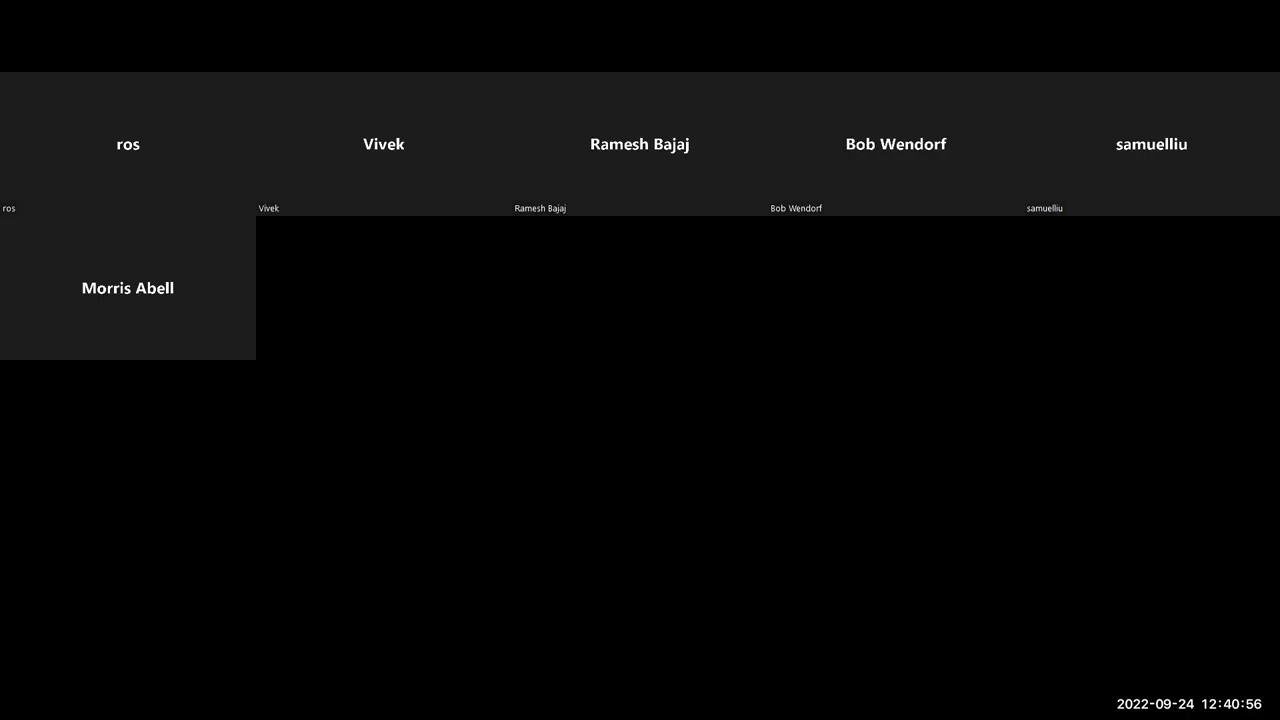 ros
Vivek
Ramesh Bajaj
Bob Wendorf
samuelliu
ros
Vivek
Ramesh Bajaj
Bob Wendorf
samuelliu
Morris Abell
2022-09-24 12:40:56